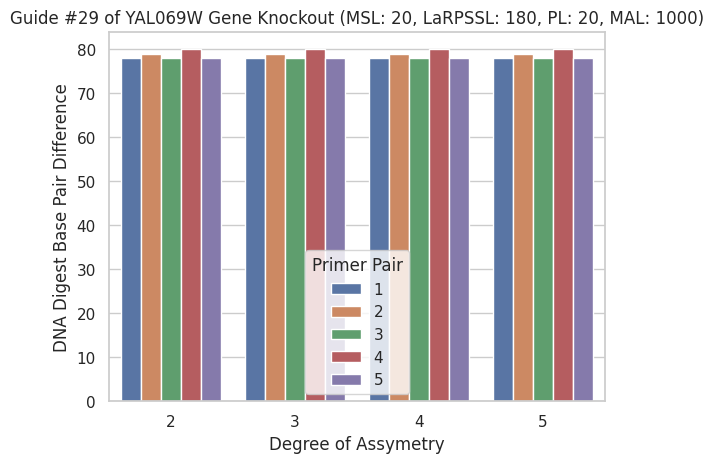 Guide #29 of YAL069W Gene Knockout (MSL: 20, LaRPSSL: 180, PL: 20, MAL: 1000)
DNA Digest Base Pair Difference
80
70
60
50
40
30
20
10
0
Primer Pair
1
2
3
4
5
2 3 4 5
Degree of Assymetry